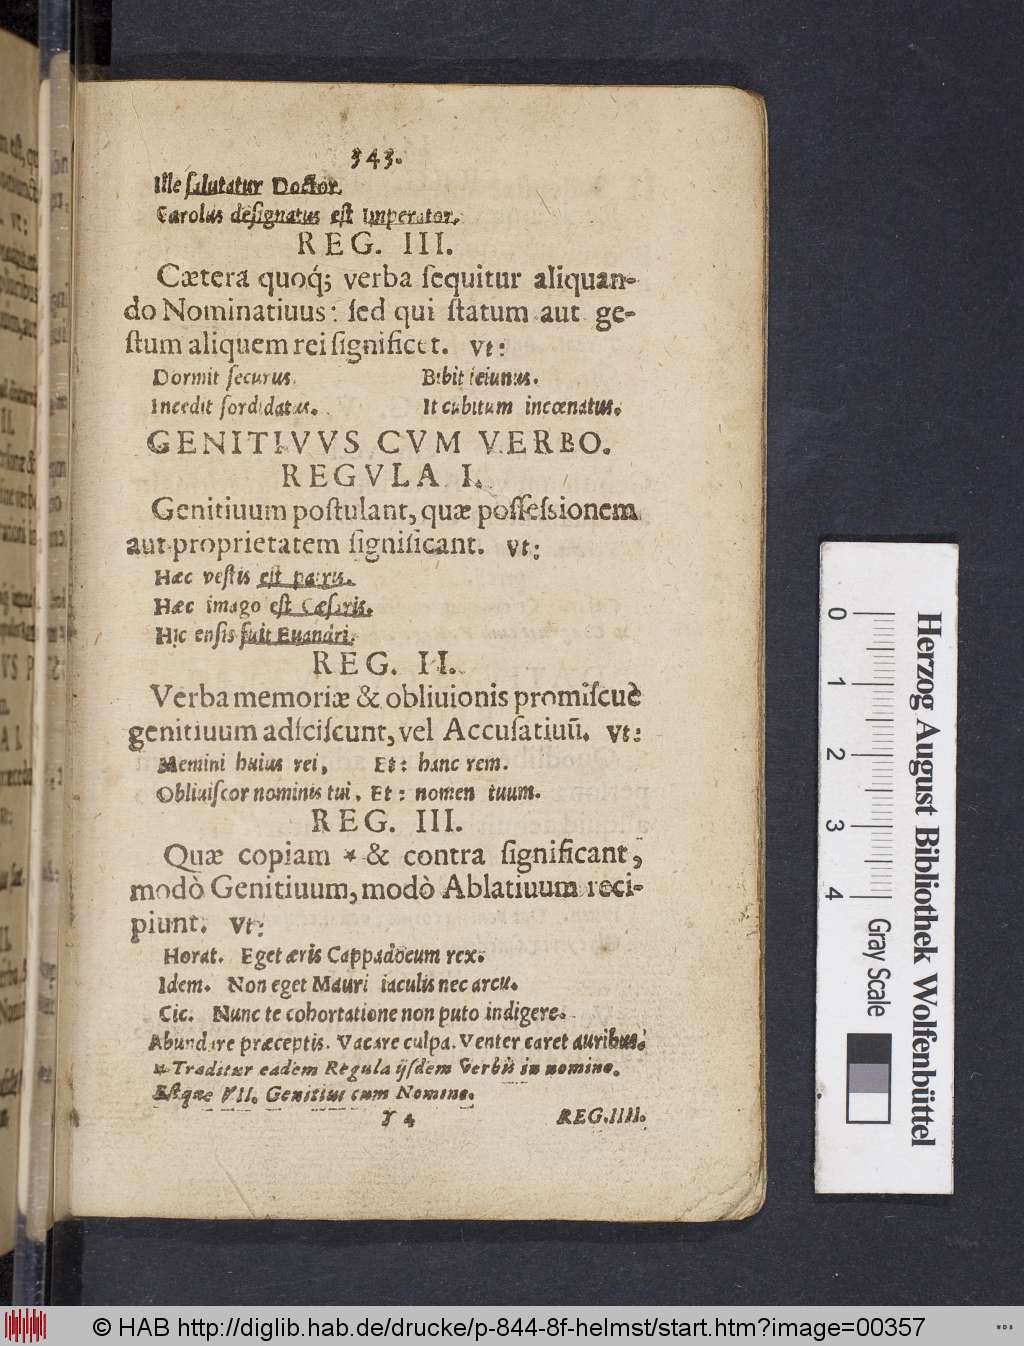 343.
Ille ſalutatur Doctor.
Carolus deſignatus eſt Imperator.
REG. III.
Cætera quoq́; verba ſequitur aliquan-
do Nominatiuus: ſed qui ſtatum aut ge-
ſtum aliquem rei ſignificet. vt:
Dormit ſecurus. Bibit ieiunus.
Incedit ſordidatus. It cubitum incœnatus.
GENITIVVS CVM VERBO.
REGVLA I.
Genitiuum poſtulant, quæ poſſeſsionem
aut proprietatem ſignificant. vt:
Hæc veſtis eſt patris.
Hæc imago eſt Cæſaris.
Hic enſis fuit Euandri.
REG. II.
Verba memoriæ & obliuionis promiſcuè
genitiuum adſciſcunt, vel Accuſatiuū. vt:
Memini huius rei, Et: hanc rem.
Obliuiſcor nominis tui. Et: nomen tuum.
REG. III.
Quæ copiam * & contra ſignificant,
modò Genitiuum, modò Ablatiuum reci-
piunt. vt:
Horat. Eget æris Cappadocum rex.
Idem. Non eget Mauri iaculis nec arcu.
Cic. Nunc te cohortatione non puto indigere.
Abundare præceptis. Vacare culpa. Venter caret auribus.
* Traditur eadem Regula ijſdem verbis in nomine.
Eſtque VII. Genitiui cum Nomine.
Y 4 REG. IIII.
0 1 2 3 4
Herzog August Bibliothek Wolfenbüttel
Gray Scale
© HAB http://diglib.hab.de/drucke/p-844-8f-helmst/start.htm?image=00357